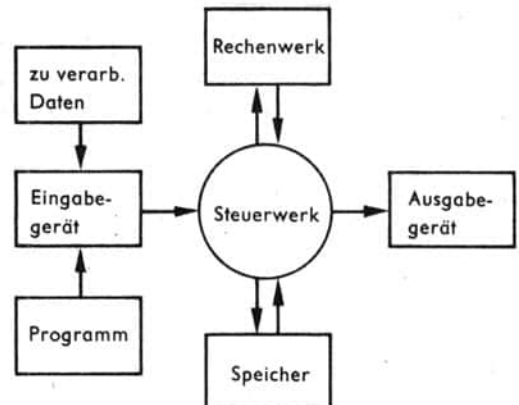 Rechenwerk
zu verarb.
Daten
Eingabe-
gerät
Steuerwerk
Ausgabe-
gerät
Programm
Speicher